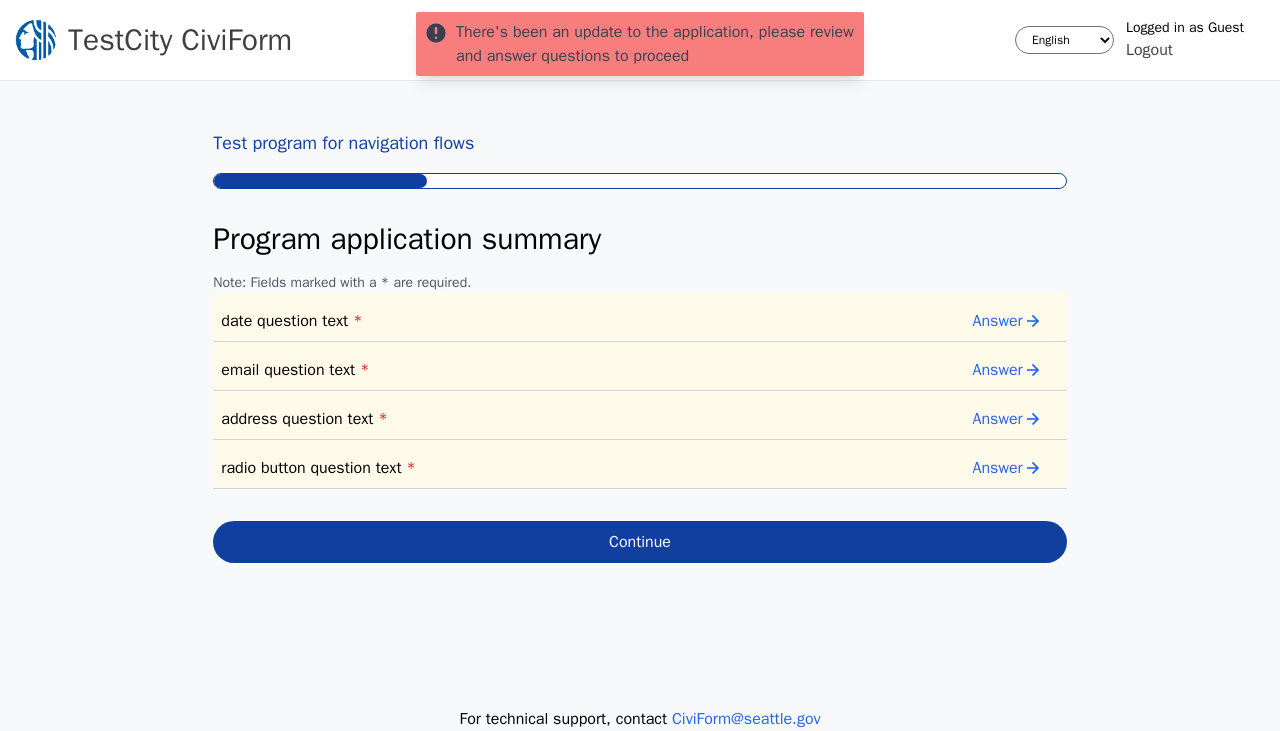 TestCity CiviForm
There's been an update to the application, please review
and answer questions to proceed
English
Logged in as Guest
Logout
Test program for navigation flows
Program application summary
Note: Fields marked with a * are required.
date question text *
Answer
email question text *
Answer
address question text *
Answer
radio button question text *
Answer
Continue
For technical support, contact CiviForm@seattle.gov